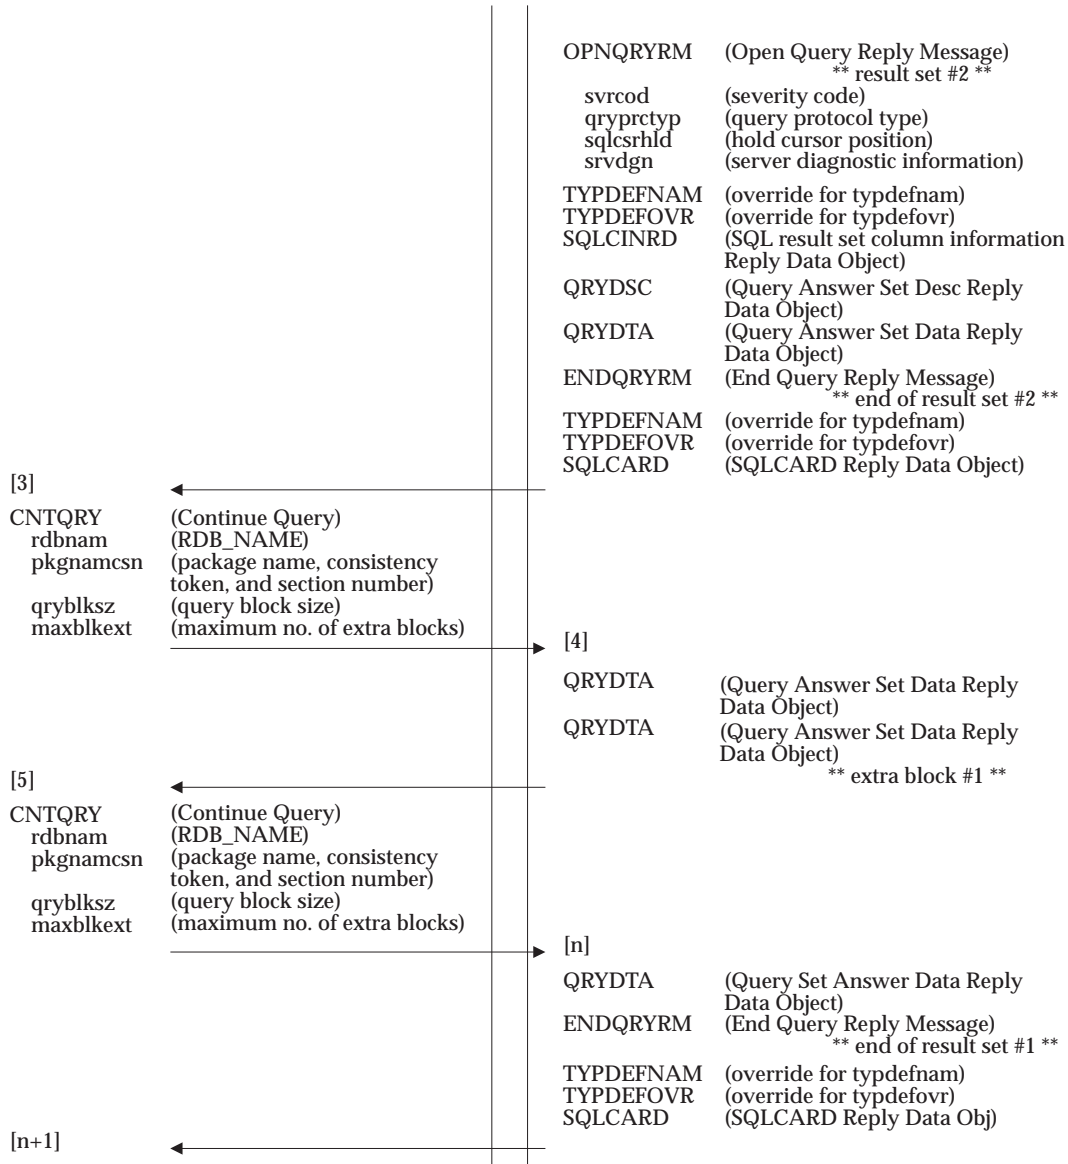 OPNQRYRM (Open Query Reply Message)
** result set #2 **
svrcod (severity code)
qryprctyp (query protocol type)
sqlcsrhld (hold cursor position)
srvdgn (server diagnostic information)
TYPDEFNAM (override for typdefnam)
TYPDEFOVR (override for typdefovr)
SQLCINRD (SQL result set column information
Reply Data Object)
QRYDSC (Query Answer Set Desc Reply
Data Object)
QRYDTA (Query Answer Set Data Reply
Data Object)
ENDQRYRM (End Query Reply Message)
** end of result set #2 **
TYPDEFNAM (override for typdefnam)
TYPDEFOVR (override for typdefovr)
SQLCARD (SQLCARD Reply Data Object)
[3]
CNTQRY (Continue Query)
rdbnam (RDB_NAME)
pkgnamcsn (package name, consistency
token, and section number)
qryblksz (query block size)
maxblkext (maximum no. of extra blocks)
[4]
QRYDTA (Query Answer Set Data Reply
Data Object)
QRYDTA (Query Answer Set Data Reply
Data Object)
** extra block #1 **
[5]
CNTQRY (Continue Query)
rdbnam (RDB_NAME)
pkgnamcsn (package name, consistency
token, and section number)
qryblksz (query block size)
maxblkext (maximum no. of extra blocks)
[n]
QRYDTA (Query Set Answer Data Reply
Data Object)
ENDQRYRM (End Query Reply Message)
** end of result set #1 **
TYPDEFNAM (override for typdefnam)
TYPDEFOVR (override for typdefovr)
SQLCARD (SQLCARD Reply Data Obj)
[n+1]